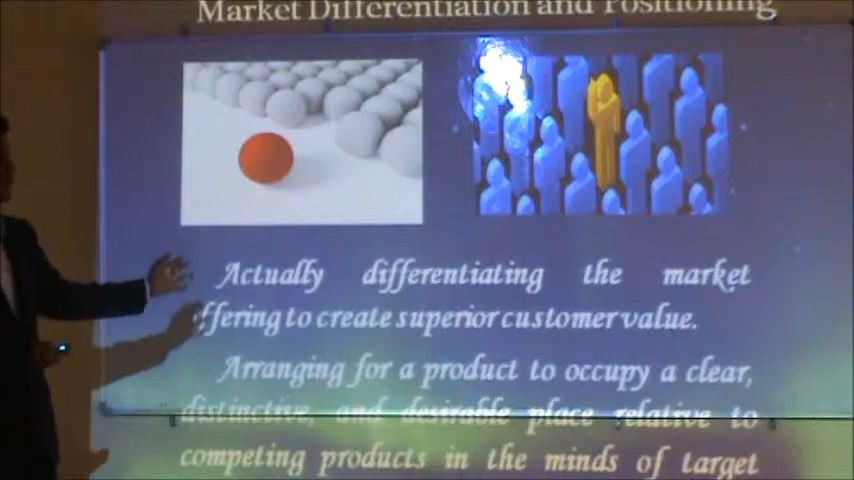 Market Differentiation and Positioning
Actually differentiating the market
ffering to create superior customer value.
Arranging for a product to occupy a clear,
distinctive, and desirable place relative to
competing products in the minds of target